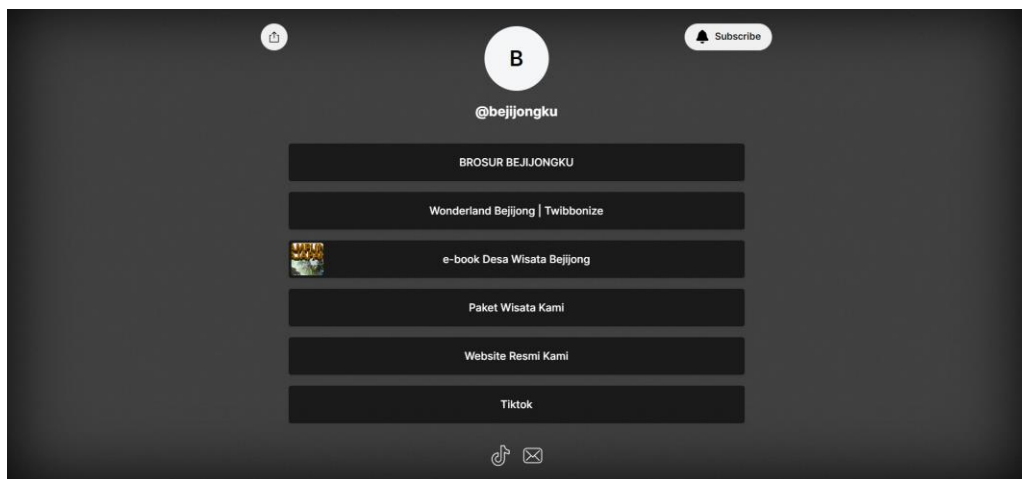 Subscribe
B
@bejijongku
BROSUR BEJIJONGKU
Wonderland Bejijong | Twibbonize
e-book Desa Wisata Bejijong
Paket Wisata Kami
Website Resmi Kami
Tiktok